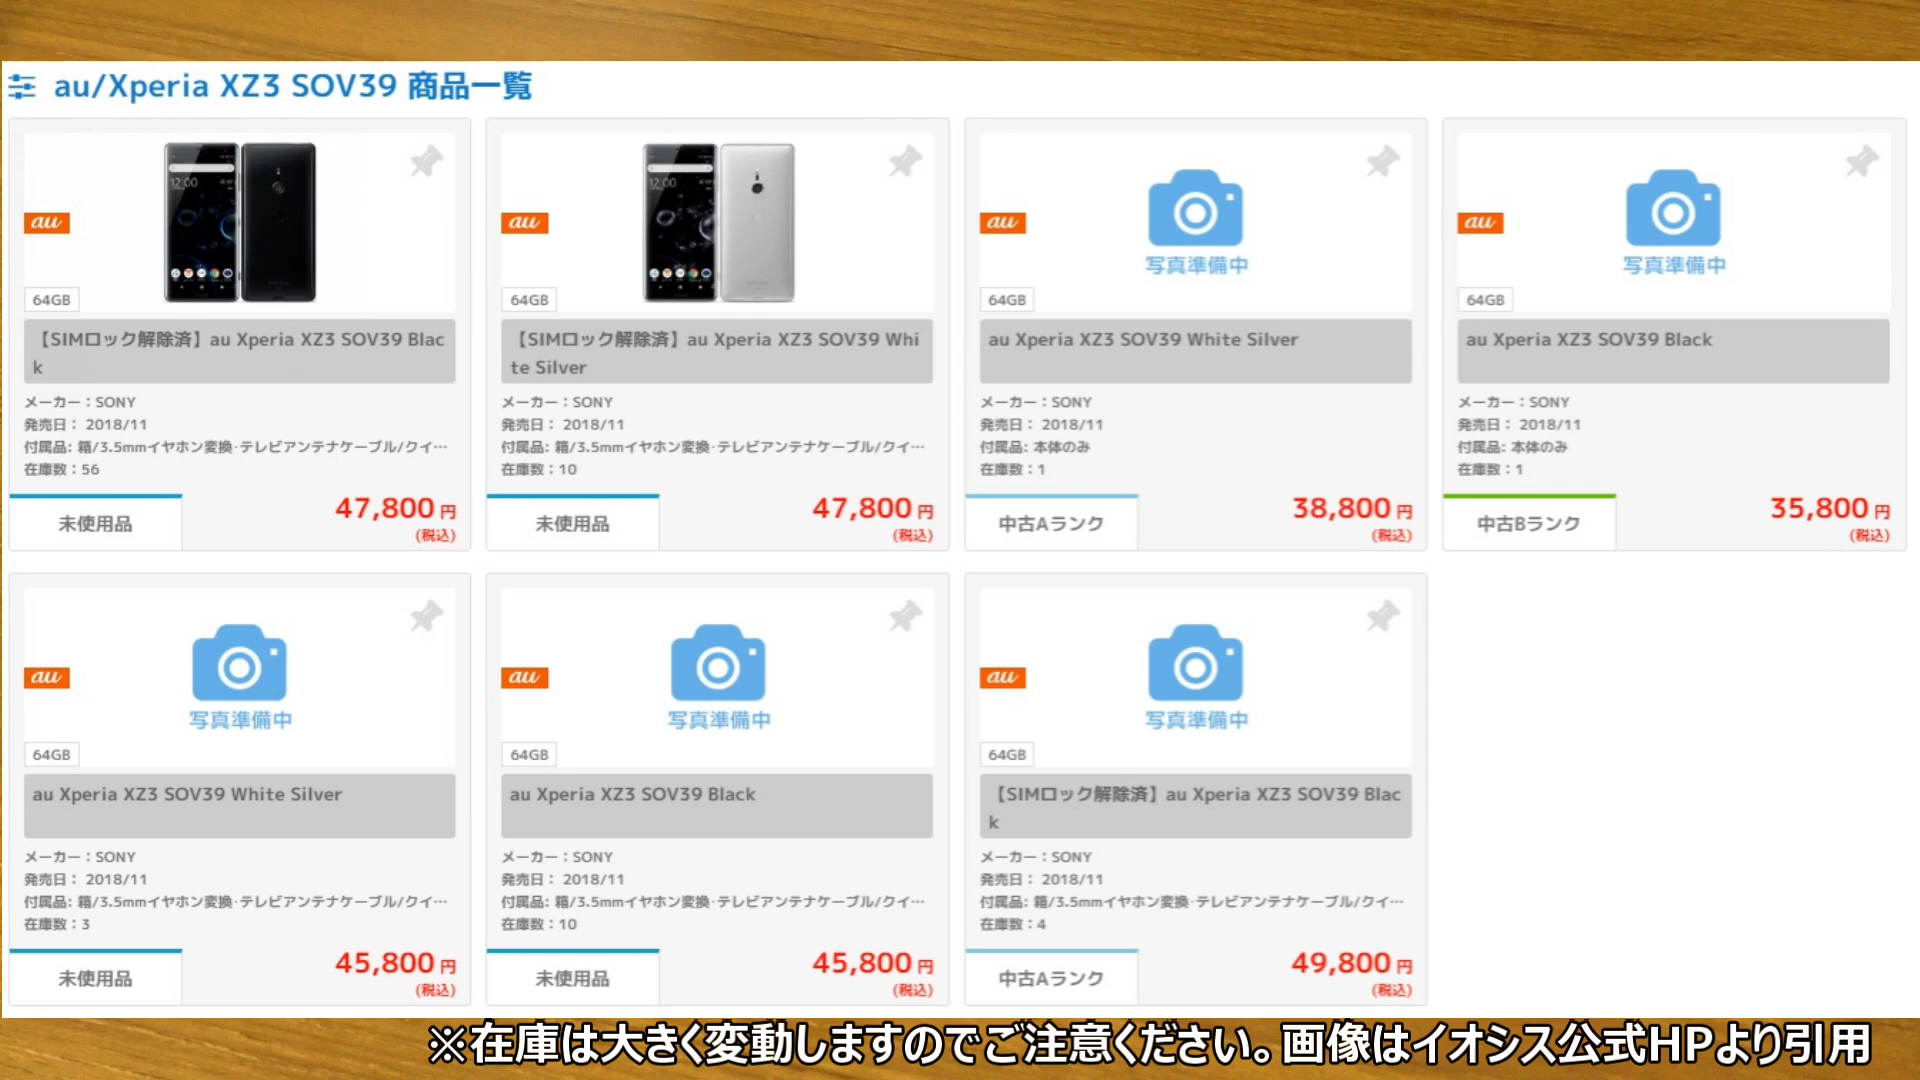 au/Xperia XZ3 SOV39 商品一覧
au
64GB
【SIMロック解除済】au Xperia XZ3 SOV39 Blac
k
メーカー：SONY
発売日： 2018/11
付属品: 箱/3.5mmイヤホン変換･テレビアンテナケーブル/クイ…
在庫数：56
未使用品
47,800 円
(税込)
au
64GB
【SIMロック解除済】au Xperia XZ3 SOV39 Whi
te Silver
メーカー：SONY
発売日： 2018/11
付属品: 箱/3.5mmイヤホン変換･テレビアンテナケーブル/クイ…
在庫数：10
未使用品
47,800 円
(税込)
au
写真準備中
64GB
au Xperia XZ3 SOV39 White Silver
メーカー：SONY
発売日： 2018/11
付属品: 本体のみ
在庫数：1
中古Aランク
38,800 円
(税込)
au
写真準備中
64GB
au Xperia XZ3 SOV39 Black
メーカー：SONY
発売日： 2018/11
付属品: 本体のみ
在庫数：1
中古Bランク
35,800 円
(税込)
au
写真準備中
64GB
au Xperia XZ3 SOV39 White Silver
メーカー：SONY
発売日： 2018/11
付属品: 箱/3.5mmイヤホン変換･テレビアンテナケーブル/クイ…
在庫数：3
未使用品
45,800 円
(税込)
au
写真準備中
64GB
au Xperia XZ3 SOV39 Black
メーカー：SONY
発売日： 2018/11
付属品: 箱/3.5mmイヤホン変換･テレビアンテナケーブル/クイ…
在庫数：10
未使用品
45,800 円
(税込)
au
写真準備中
64GB
【SIMロック解除済】au Xperia XZ3 SOV39 Blac
k
メーカー：SONY
発売日： 2018/11
付属品: 箱/3.5mmイヤホン変換･テレビアンテナケーブル/クイ…
在庫数：4
中古Aランク
49,800 円
(税込)
※在庫は大きく変動しますのでご注意ください。画像はイオシス公式HPより引用